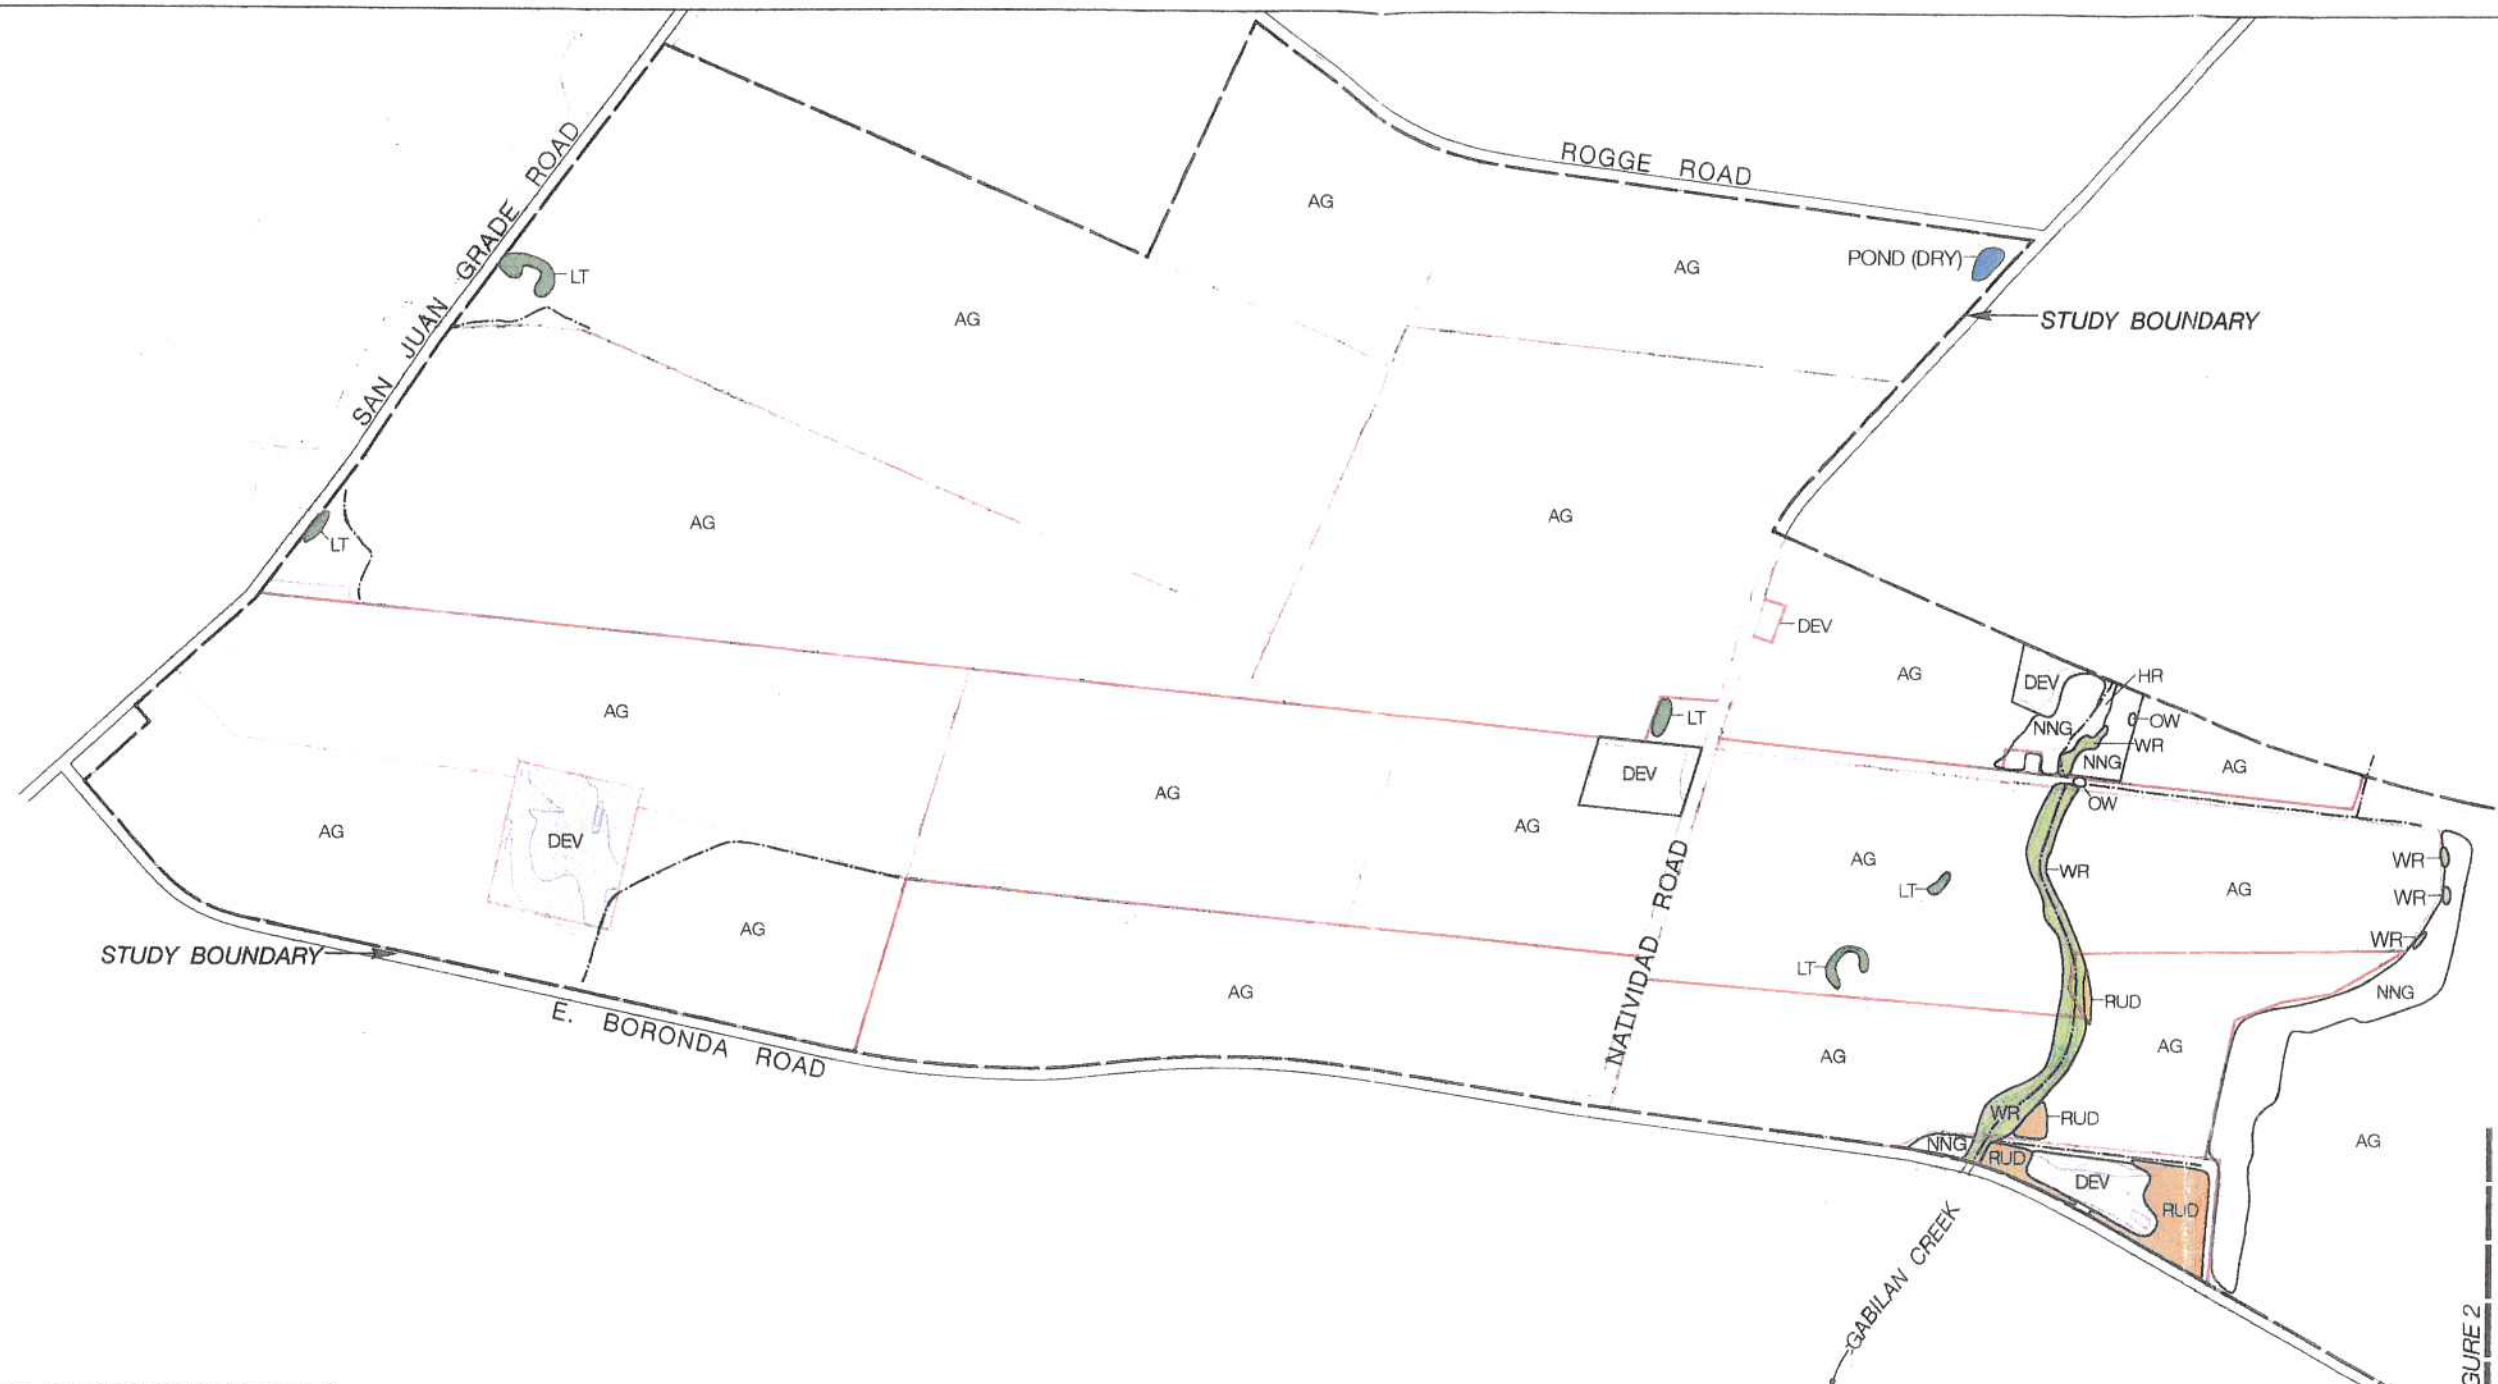 ROGGE ROAD
SAN JUAN GRADE ROAD
AG
AG
POND (DRY)
LT
AG
STUDY BOUNDARY
AG
AG
LT
DEV
AG
DEV
HR
AG
LT
NNG
OW
WR
NNG
AG
DEV
AG
OW
AG
AG
DEV
AG
WR
WR
LT
AG
WR
AG
WR
STUDY BOUNDARY
NATIVIDAD ROAD
LT
AG
NNG
RUD
E. BORONDA ROAD
AG
AG
WR
RUD
NNG
RUD
AG
DEV
RUD
GABILAN CREEK
GURE 2